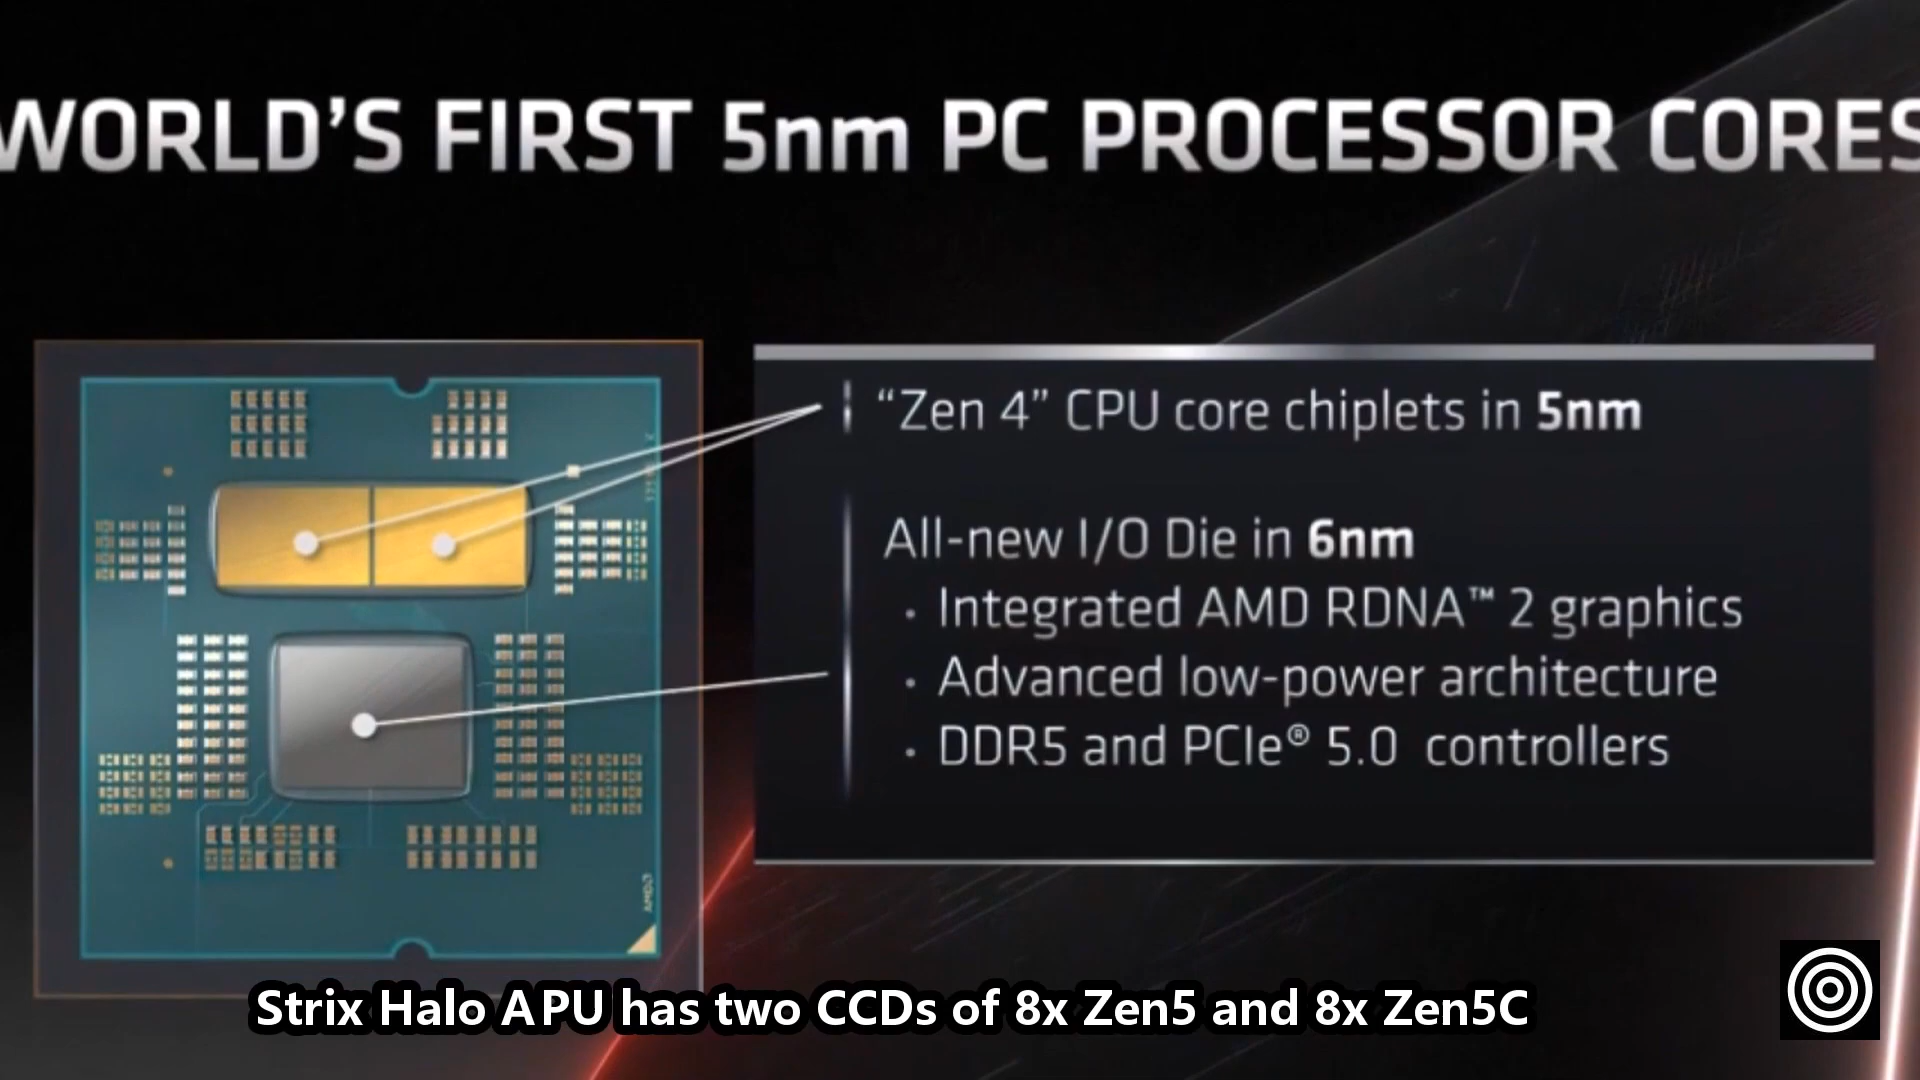 WORLD’S FIRST 5nm PC PROCESSOR CORES
“Zen 4” CPU core chiplets in 5nm
All-new I/O Die in 6nm
· Integrated AMD RDNA™ 2 graphics
· Advanced low-power architecture
· DDR5 and PCIe® 5.0 controllers
AMD
Strix Halo APU has two CCDs of 8x Zen5 and 8x Zen5C